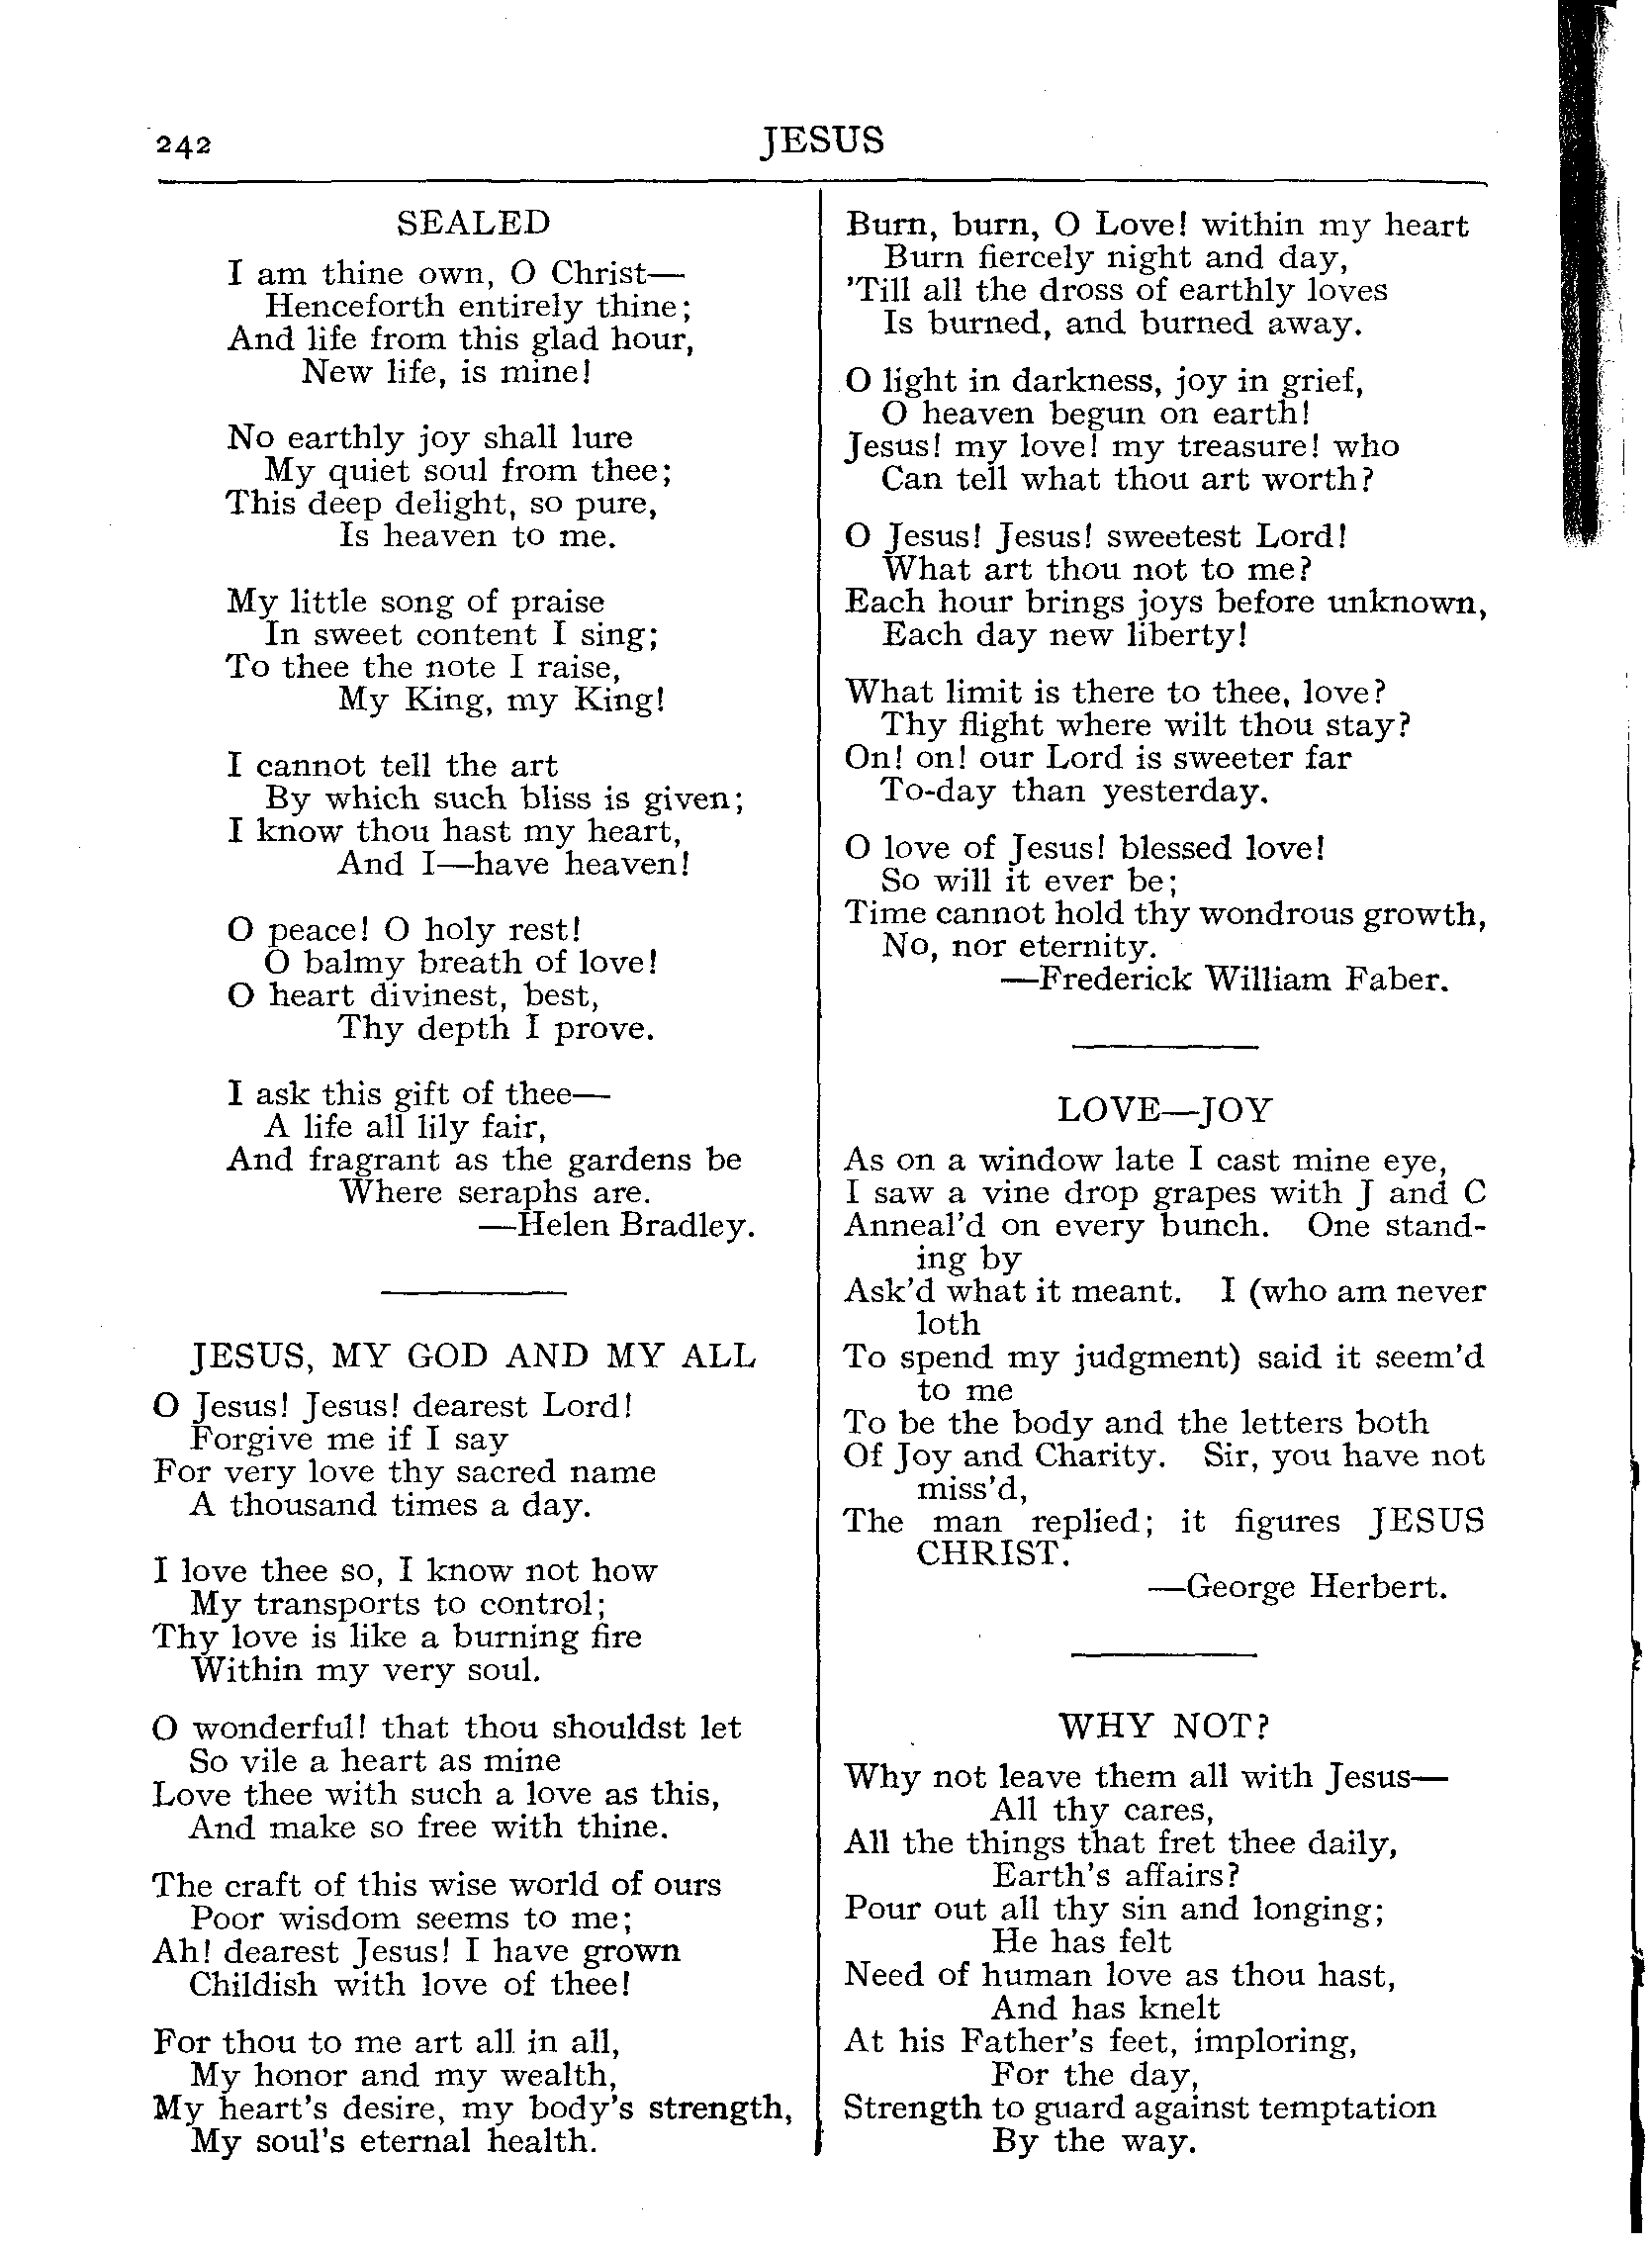 242
JESUS
SEALED
I am thine own, O Christ—
Henceforth entirely thine;
And life from this glad hour,
New life, is mine!
No earthly joy shall lure
My quiet soul from thee;
This deep delight, so pure,
Is heaven to me.
My little song of praise
In sweet content I sing;
To thee the note I raise,
My King, my King!
I cannot tell the art
By which such bliss is given;
I know thou hast my heart,
And I—have heaven!
O peace! O holy rest!
O balmy breath of love!
O heart divinest, best,
Thy depth I prove.
I ask this gift of thee—
A life all lily fair,
And fragrant as the gardens be
Where seraphs are.
—Helen Bradley.
JESUS, MY GOD AND MY ALL
O Jesus! Jesus! dearest Lord!
Forgive me if I say
For very love thy sacred name
A thousand times a day.
I love thee so, I know not how
My transports to control;
Thy love is like a burning fire
Within my very soul.
O wonderful! that thou shouldst let
So vile a heart as mine
Love thee with such a love as this,
And make so free with thine.
The craft of this wise world of ours
Poor wisdom seems to me;
Ah! dearest Jesus! I have grown
Childish with love of thee!
For thou to me art all in all,
My honor and my wealth,
My heart's desire, my body's strength,
My soul's eternal health.
Burn, burn, O Love! within my heart
Burn fiercely night and day,
'Till all the dross of earthly loves
Is burned, and burned away.
O light in darkness, joy in grief,
O heaven begun on earth!
Jesus! my love! my treasure! who
Can tell what thou art worth?
O Jesus! Jesus! sweetest Lord!
What art thou not to me?
Each hour brings joys before unknown,
Each day new liberty!
What limit is there to thee, love?
Thy flight where wilt thou stay?
On! on! our Lord is sweeter far
To-day than yesterday.
O love of Jesus! blessed love!
So will it ever be;
Time cannot hold thy wondrous growth,
No, nor eternity.
—Frederick William Faber.
LOVE—JOY
As on a window late I cast mine eye,
I saw a vine drop grapes with J and C
Anneal'd on every bunch. One stand-
ing by
Ask'd what it meant. I (who am never
loth
To spend my judgment) said it seem'd
to me
To be the body and the letters both
Of Joy and Charity. Sir, you have not
miss'd,
The man replied; it figures JESUS
CHRIST.
—George Herbert.
WHY NOT?
Why not leave them all with Jesus—
All thy cares,
All the things that fret thee daily,
Earth's affairs?
Pour out all thy sin and longing;
He has felt
Need of human love as thou hast,
And has knelt
At his Father's feet, imploring,
For the day,
Strength to guard against temptation
By the way.